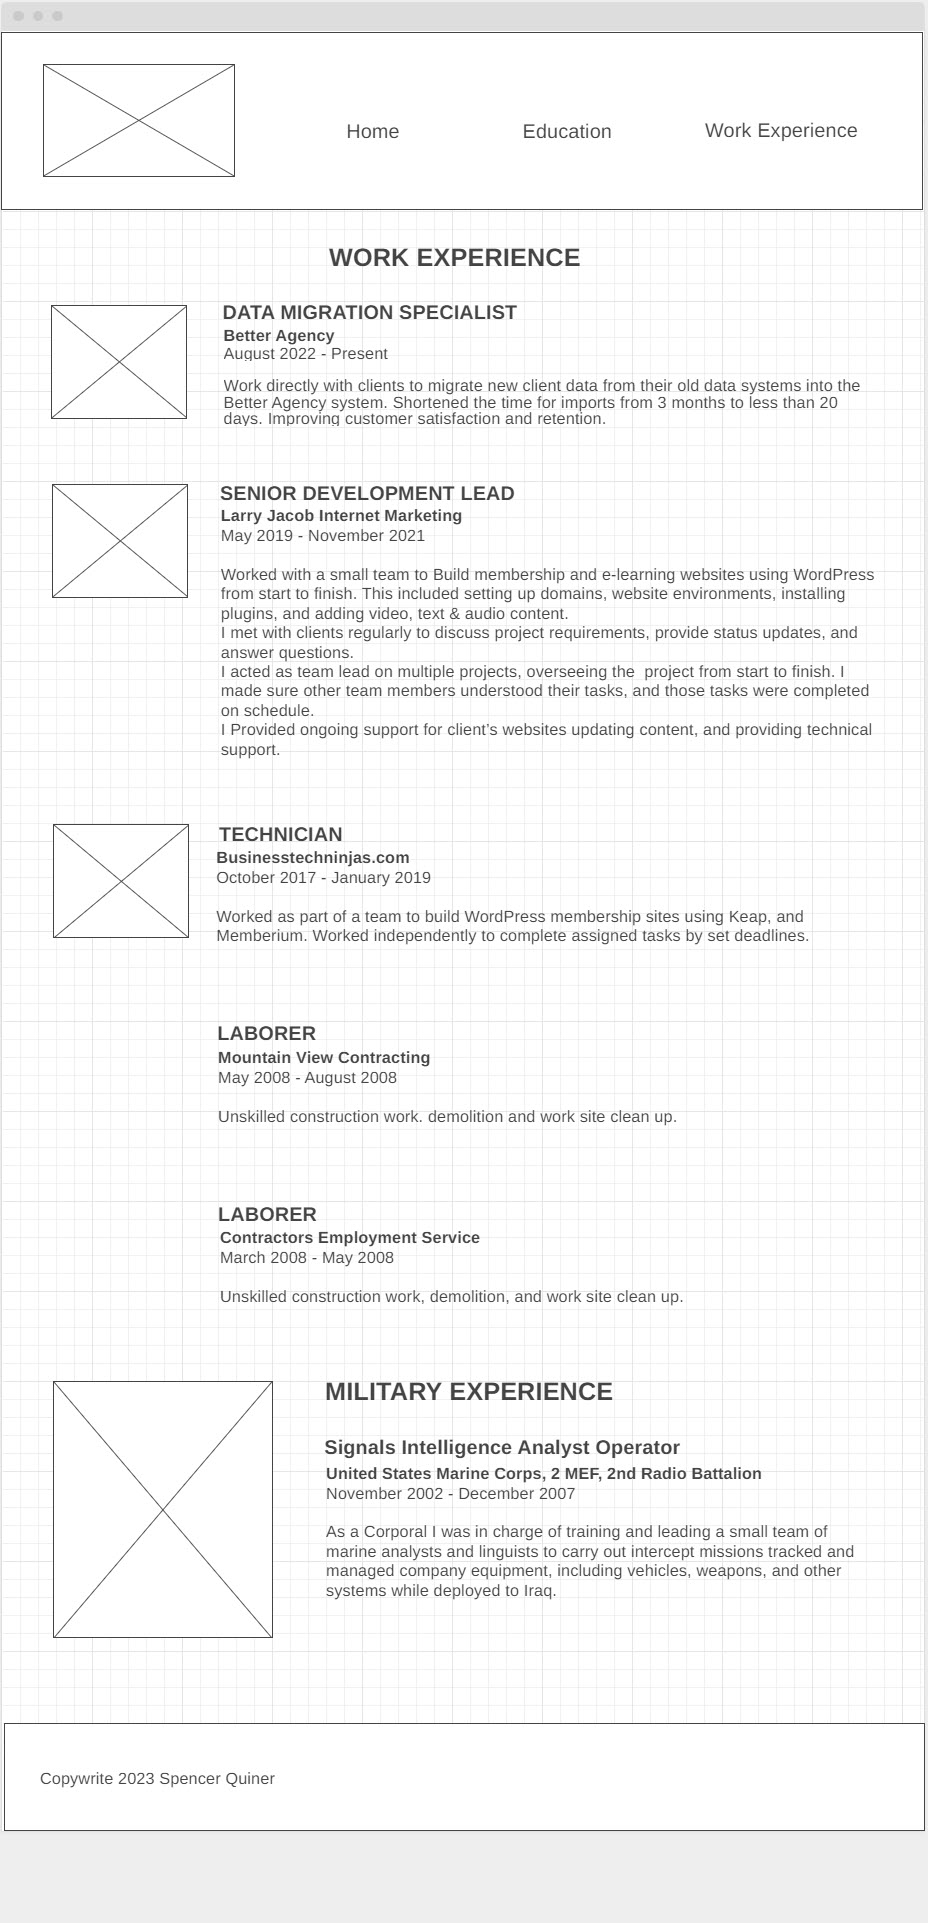 Home Education Work Experience
WORK EXPERIENCE
DATA MIGRATION SPECIALIST
Better Agency
August 2022 - Present
Work directly with clients to migrate new client data from their old data systems into the
Better Agency system. Shortened the time for imports from 3 months to less than 20
days. Improving customer satisfaction and retention.
SENIOR DEVELOPMENT LEAD
Larry Jacob Internet Marketing
May 2019 - November 2021
Worked with a small team to Build membership and e-learning websites using WordPress
from start to finish. This included setting up domains, website environments, installing
plugins, and adding video, text & audio content.
I met with clients regularly to discuss project requirements, provide status updates, and
answer questions.
I acted as team lead on multiple projects, overseeing the  project from start to finish. I
made sure other team members understood their tasks, and those tasks were completed
on schedule.
I Provided ongoing support for client’s websites updating content, and providing technical
support.
TECHNICIAN
Businesstechninjas.com
October 2017 - January 2019
Worked as part of a team to build WordPress membership sites using Keap, and
Memberium. Worked independently to complete assigned tasks by set deadlines.
LABORER
Mountain View Contracting
May 2008 - August 2008
Unskilled construction work. demolition and work site clean up.
LABORER
Contractors Employment Service
March 2008 - May 2008
Unskilled construction work, demolition, and work site clean up.
MILITARY EXPERIENCE
Signals Intelligence Analyst Operator
United States Marine Corps, 2 MEF, 2nd Radio Battalion
November 2002 - December 2007
As a Corporal I was in charge of training and leading a small team of
marine analysts and linguists to carry out intercept missions tracked and
managed company equipment, including vehicles, weapons, and other
systems while deployed to Iraq.
Copywrite 2023 Spencer Quiner